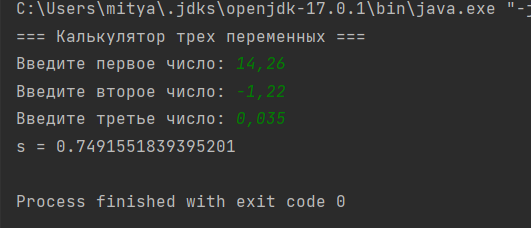 C:\Users\mitya\.jdks\openjdk-17.0.1\bin\java.exe "-j
=== Калькулятор трех переменных ===
Введите первое число: 14,26
Введите второе число: -1,22
Введите третье число: 0,035
s = 0.7491551839395201
Process finished with exit code 0